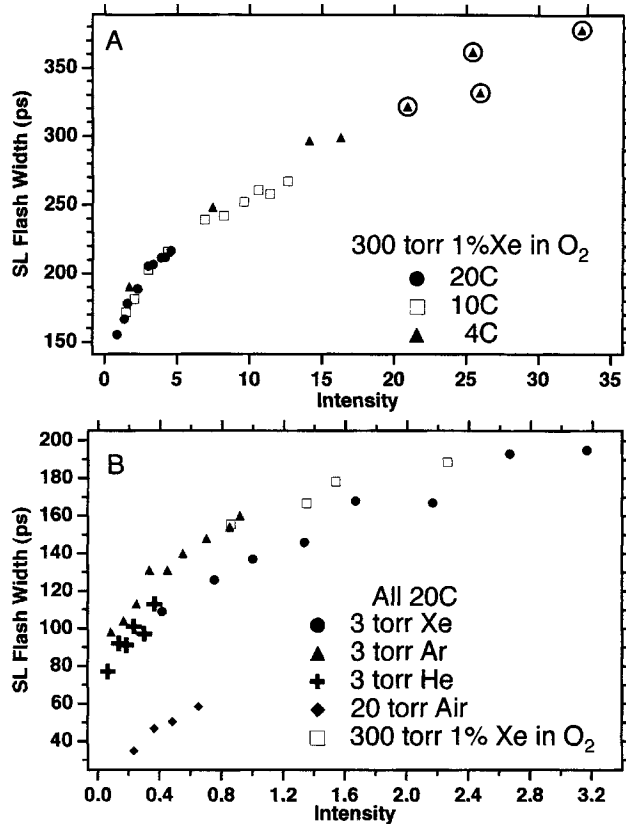 A
SL Flash Width (ps)
350
300
250
200
150
300 torr 1%Xe in O2
20C
10C
4C
0 5 10 15 20 25 30 35
Intensity
B
SL Flash Width (ps)
200
180
160
140
120
100
80
60
40
All 20C
3 torr Xe
3 torr Ar
3 torr He
20 torr Air
300 torr 1% Xe in O2
0.0 0.4 0.8 1.2 1.6 2.0 2.4 2.8 3.2
Intensity